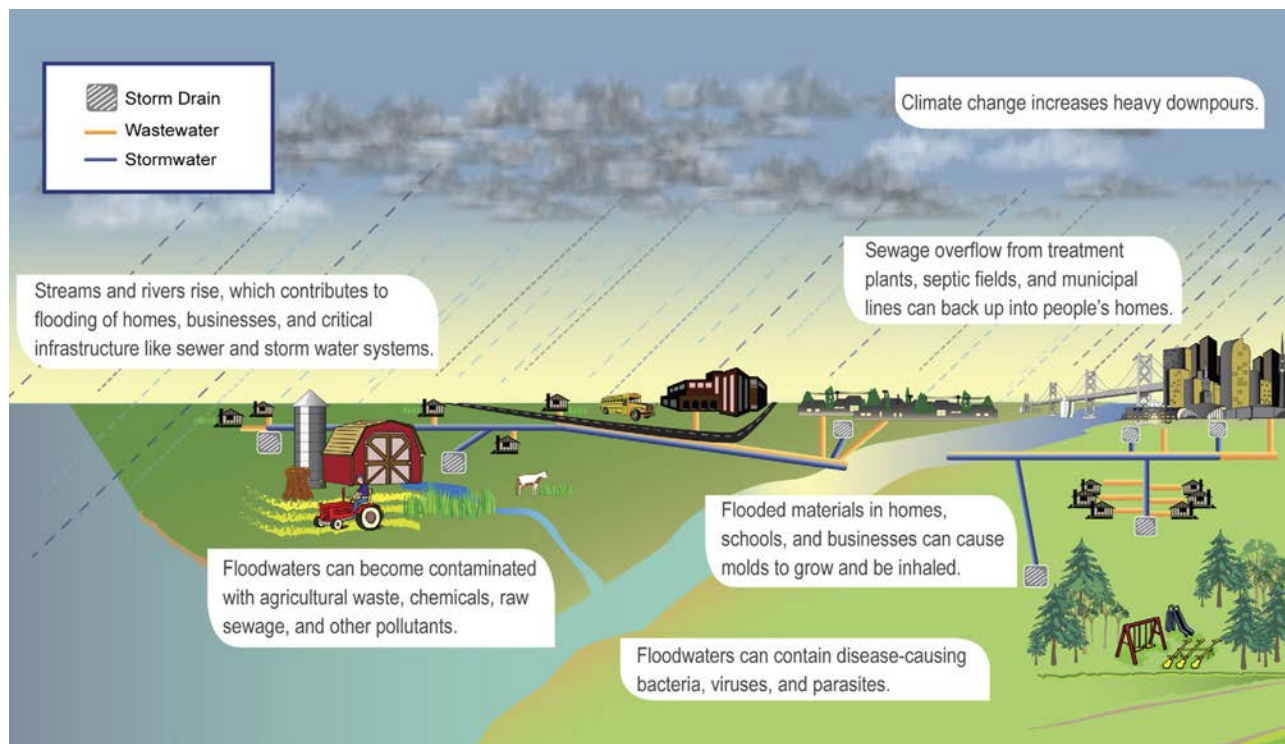 Storm Drain
Wastewater
Stormwater
Climate change increases heavy downpours.
Sewage overflow from treatment
plants, septic fields, and municipal
lines can back up into people's homes.
Streams and rivers rise, which contributes to
flooding of homes, businesses, and critical
infrastructure like sewer and storm water systems.
Flooded materials in homes,
schools, and businesses can cause
molds to grow and be inhaled.
Floodwaters can become contaminated
with agricultural waste, chemicals, raw
sewage, and other pollutants.
Floodwaters can contain disease-causing
bacteria, viruses, and parasites.